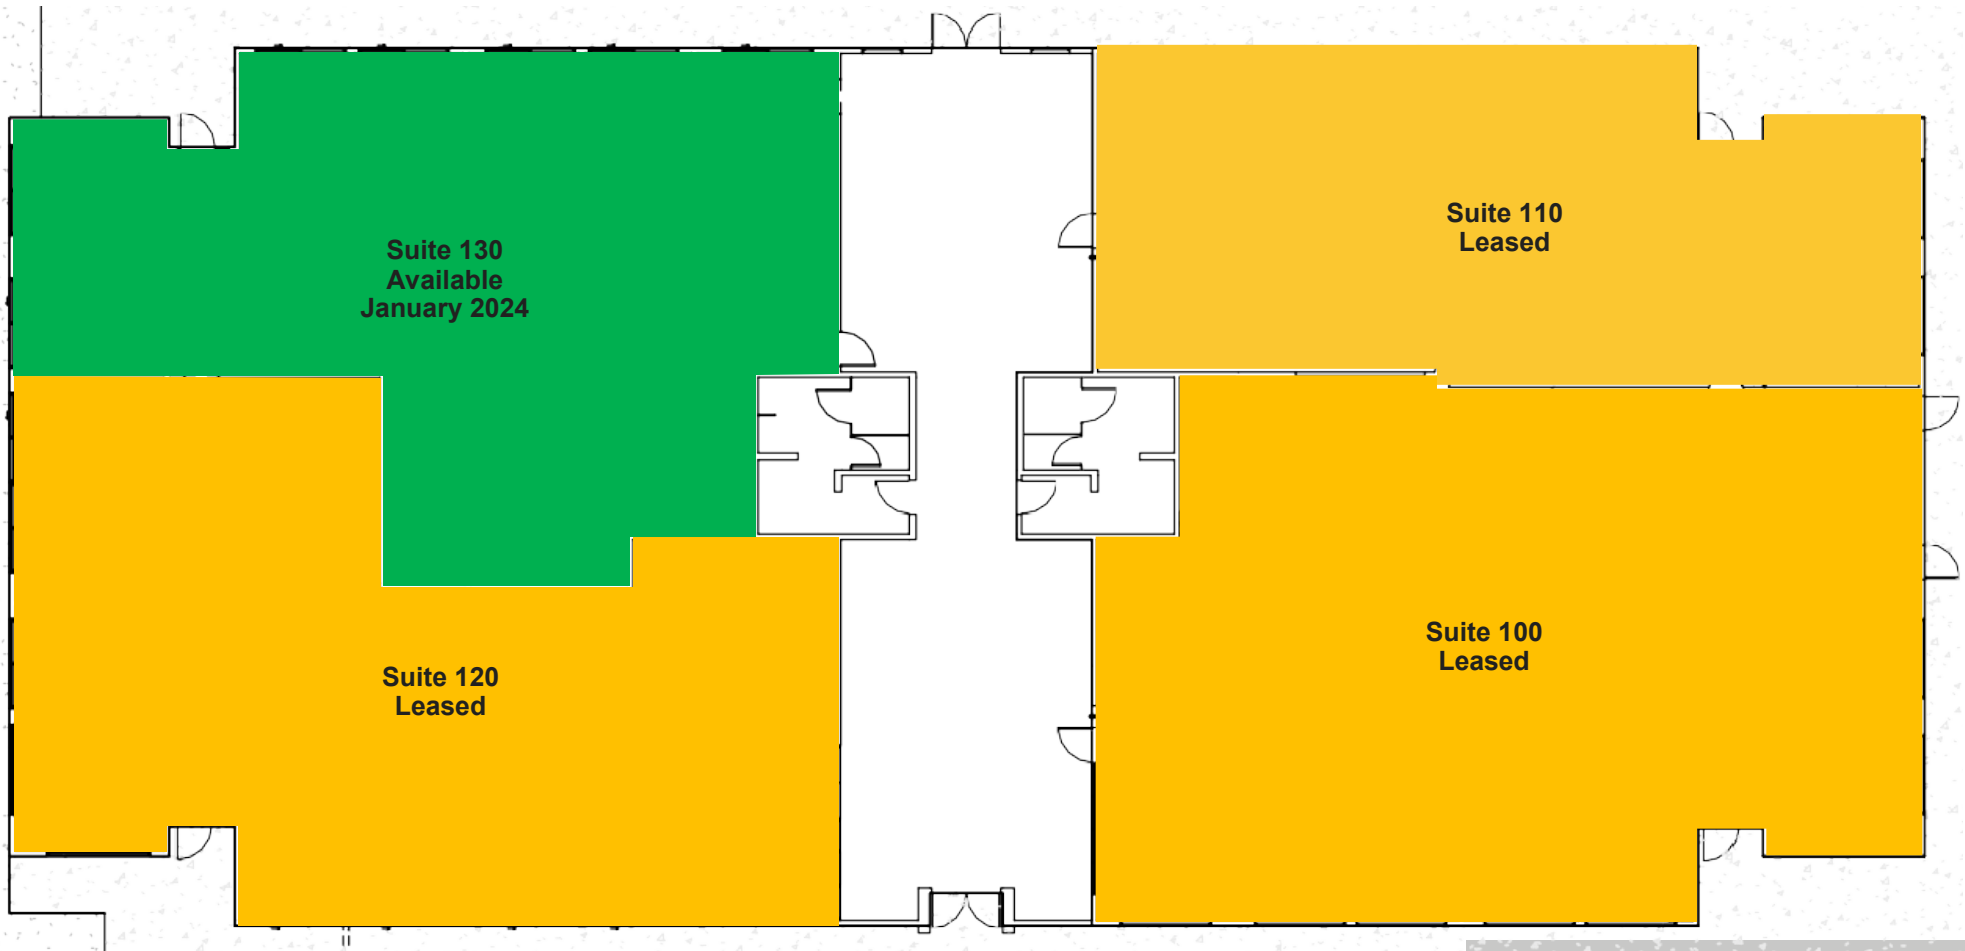 Suite 130
Available
January 2024
Suite 110
Leased
Suite 120
Leased
Suite 100
Leased